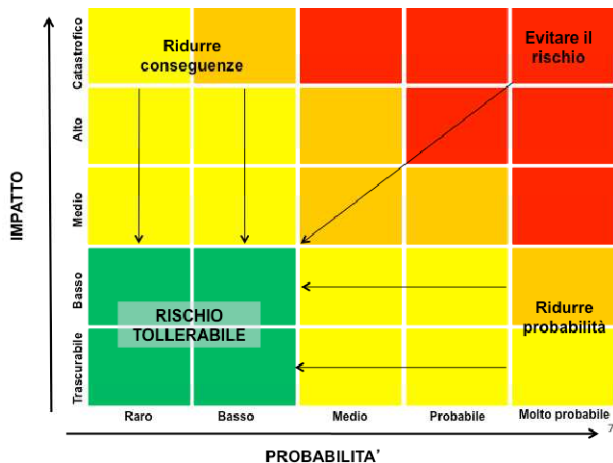 IMPATTO
Catastrofico
Alto
Medio
Basso
Trascurabile
Ridurre
conseguenze
Evitare il
rischio
RISCHIO
TOLLERABILE
Ridurre
probabilità
Raro
Basso
Medio
Probabile
Molto probabile
7
PROBABILITA'